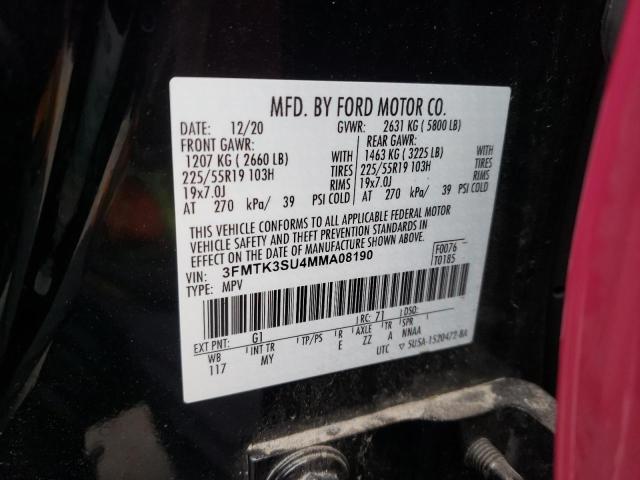 MFD. BY FORD MOTOR CO.
DATE: 12/20 GVWR: 2631 KG ( 5800 LB)
FRONT GAWR: REAR GAWR:
1207 KG ( 2660 LB) 1463 KG ( 3225 LB)
225/55R19 103H TIRES 225/55R19 103H TIRES
19x7.0J RIMS 19x7.0J RIMS
AT 270 kPa/ 39 PSI COLD AT 270 kPa/ 39 PSI COLD
THIS VEHICLE CONFORMS TO ALL APPLICABLE FEDERAL MOTOR
VEHICLE SAFETY AND THEFT PREVENTION STANDARDS IN
EFFECT ON THE DATE OF MANUFACTURE SHOWN ABOVE.
VIN: 3FMTK3SU4MMA08190 F0076
TYPE: MPV T0185
EXT PNT: G1 RC: 71 DSO:
WB INT TR TP/PS R AXLE TR SPR
117 MY E ZZ A NNAA
UTC ▽ 5U5A-1520472-BA